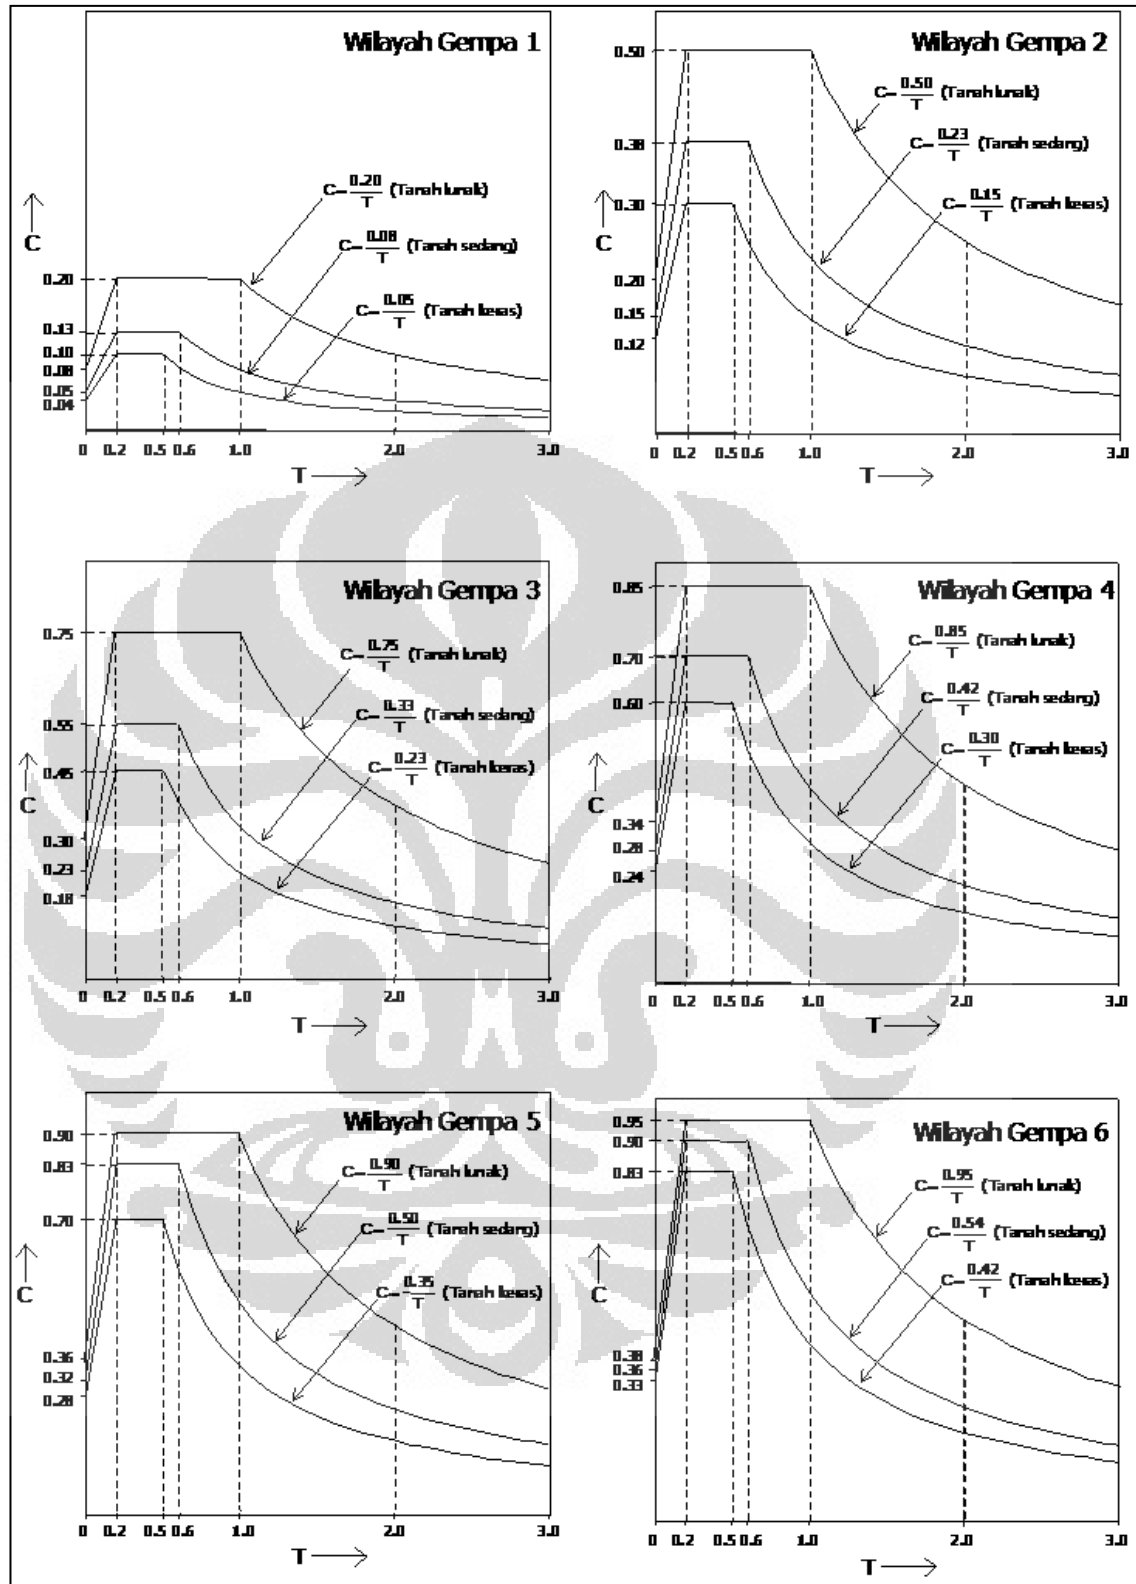 Wilayah Gempa 1
C = 0.20/T (Tanah lunak)
C = 0.08/T (Tanah sedang)
C = 0.05/T (Tanah keras)
C
0.20
0.13
0.10
0.08
0.05
0.04
0 0.2 0.5 0.6 1.0 2.0 3.0
T
Wilayah Gempa 2
0.50
C = 0.50/T (Tanah lunak)
0.38
C = 0.23/T (Tanah sedang)
C = 0.15/T (Tanah keras)
0.30
C
0.20
0.15
0.12
0 0.2 0.5 0.6 1.0 2.0 3.0
T
Wilayah Gempa 3
0.75
C = 0.75/T (Tanah lunak)
C = 0.33/T (Tanah sedang)
0.55
C = 0.23/T (Tanah keras)
0.45
C
0.30
0.23
0.18
0 0.2 0.5 0.6 1.0 2.0 3.0
T
Wilayah Gempa 4
0.85
C = 0.85/T (Tanah lunak)
0.70
C = 0.42/T (Tanah sedang)
0.60
C = 0.30/T (Tanah keras)
C
0.34
0.28
0.24
0 0.2 0.5 0.6 1.0 2.0 3.0
T
Wilayah Gempa 5
0.90
0.83
C = 0.90/T (Tanah lunak)
0.70
C = 0.50/T (Tanah sedang)
C = 0.35/T (Tanah keras)
C
0.36
0.32
0.28
0 0.2 0.5 0.6 1.0 2.0 3.0
T
Wilayah Gempa 6
0.95
0.90
0.83
C = 0.95/T (Tanah lunak)
C = 0.54/T (Tanah sedang)
C = 0.42/T (Tanah keras)
C
0.38
0.36
0.33
0 0.2 0.5 0.6 1.0 2.0 3.0
T